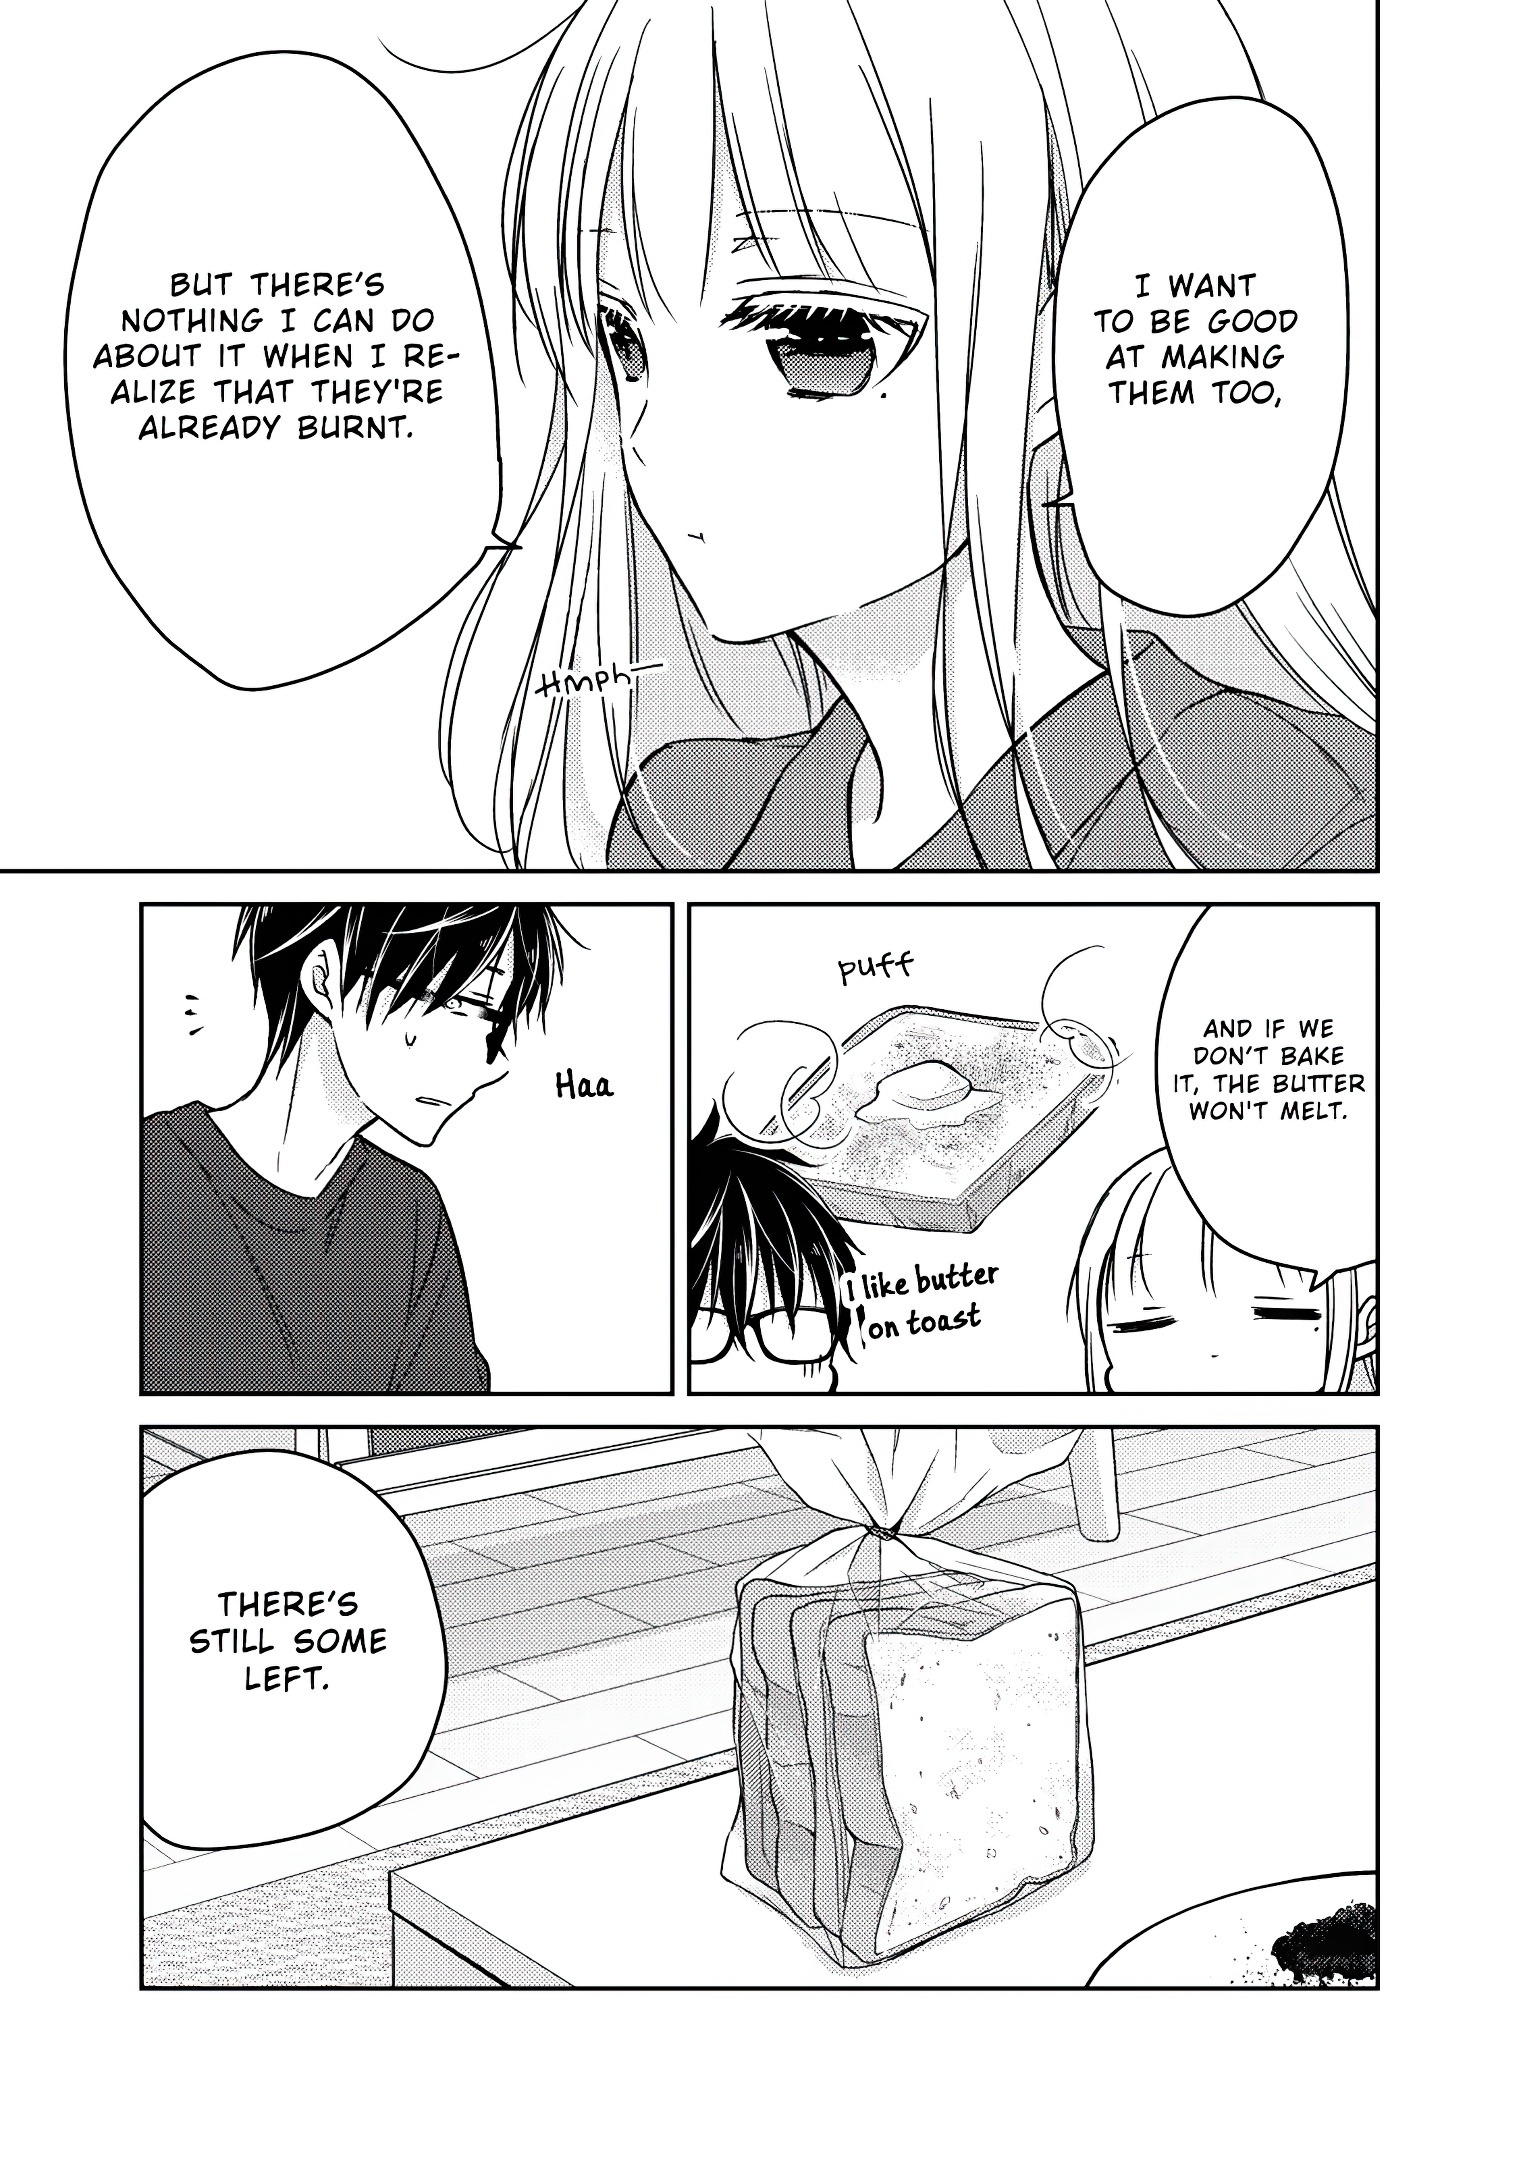 I WANT
TO BE GOOD
AT MAKING
THEM TOO,
BUT THERE'S
NOTHING I CAN DO
ABOUT IT WHEN I RE-
ALIZE THAT THEY'RE
ALREADY BURNT.
Hmph—
AND IF WE
DON'T BAKE
IT, THE BUTTER
WON'T MELT.
puff
I like butter
on toast
Haa
THERE'S
STILL SOME
LEFT.